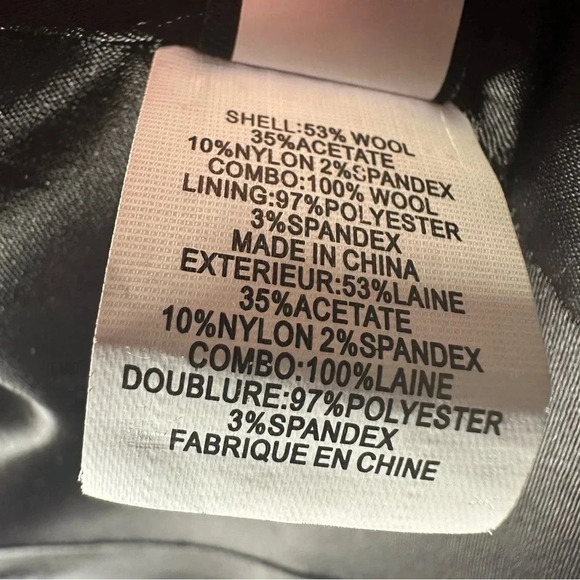 SHELL:53% WOOL
35%ACETATE
10%NYLON 2%SPANDEX
COMBO:100% WOOL
LINING:97%POLYESTER
3%SPANDEX
MADE IN CHINA
EXTERIEUR:53%LAINE
35%ACETATE
10%NYLON 2%SPANDEX
COMBO:100%LAINE
DOUBLURE:97%POLYESTER
3%SPANDEX
FABRIQUE EN CHINE